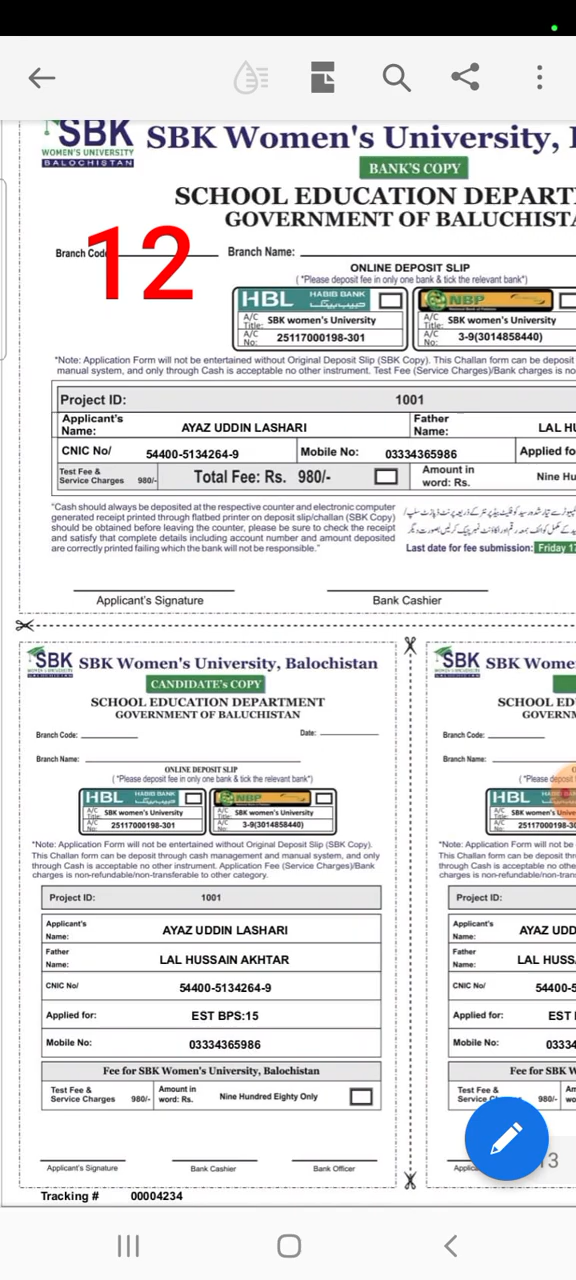 SBK SBK Women's University,
WOMEN'S UNIVERSITY
BALOCHISTAN
BANK'S COPY
SCHOOL EDUCATION DEPART
GOVERNMENT OF BALUCHISTA
12
Branch Code Branch Name:
ONLINE DEPOSIT SLIP
( *Please deposit fee in only one bank & tick the relevant bank*)
HBL HABIB BANK NBP
A/C Title: SBK women's University A/C Title: SBK women's University
A/C No: 25117000198-301 A/C No: 3-9(3014858440)
*Note: Application Form will not be entertained without Original Deposit Slip (SBK Copy). This Challan form can be deposit
manual system, and only through Cash is acceptable no other instrument. Test Fee (Service Charges)/Bank charges is no
Project ID: 1001
Applicant's Name: AYAZ UDDIN LASHARI Father Name: LAL HU
CNIC No/ 54400-5134264-9 Mobile No: 03334365986 Applied fo
Test Fee & Service Charges 980/- Total Fee: Rs. 980/- Amount in word: Rs. Nine Hu
"Cash should always be deposited at the respective counter and electronic computer
generated receipt printed through flatbed printer on deposit slip/challan (SBK Copy)
should be obtained before leaving the counter, please be sure to check the receipt
and satisfy that complete details including account number and amount deposited
are correctly printed failing which the bank will not be responsible."
Last date for fee submission: Friday 17
Applicant's Signature Bank Cashier
SBK SBK Women's University, Balochistan
CANDIDATE's COPY
SCHOOL EDUCATION DEPARTMENT
GOVERNMENT OF BALUCHISTAN
Branch Code: Date:
Branch Name:
ONLINE DEPOSIT SLIP
( *Please deposit fee in only one bank & tick the relevant bank*)
HBL HABIB BANK NBP
A/C Title: SBK women's University A/C Title: SBK women's University
A/C No: 25117000198-301 A/C No: 3-9(3014858440)
*Note: Application Form will not be entertained without Original Deposit Slip (SBK Copy).
This Challan form can be deposit through cash management and manual system, and only
through Cash is acceptable no other instrument. Application Fee (Service Charges)/Bank
charges is non-refundable/non-transferable to other category.
Project ID: 1001
Applicant's Name: AYAZ UDDIN LASHARI
Father Name: LAL HUSSAIN AKHTAR
CNIC No/ 54400-5134264-9
Applied for: EST BPS:15
Mobile No: 03334365986
Fee for SBK Women's University, Balochistan
Test Fee & Service Charges 980/- Amount in word: Rs. Nine Hundred Eighty Only
Applicant's Signature Bank Cashier Bank Officer
Tracking # 00004234
SBK SBK Wome
SCHOOL ED
GOVERNM
Branch Code:
Branch Name:
( *Please deposit
HBL HABIB BA
A/C Title: SBK women's Univers
A/C No: 25117000198-30
*Note: Application Form will not be
This Challan form can be deposit thr
through Cash is acceptable no othe
charges is non-refundable/non-trans
Project ID:
Applicant's Name: AYAZ UDD
Father Name: LAL HUSS
CNIC No/ 54400-5
Applied for: EST
Mobile No: 0333
Fee for SBK W
Test Fee & Service 980/- Am wo
13